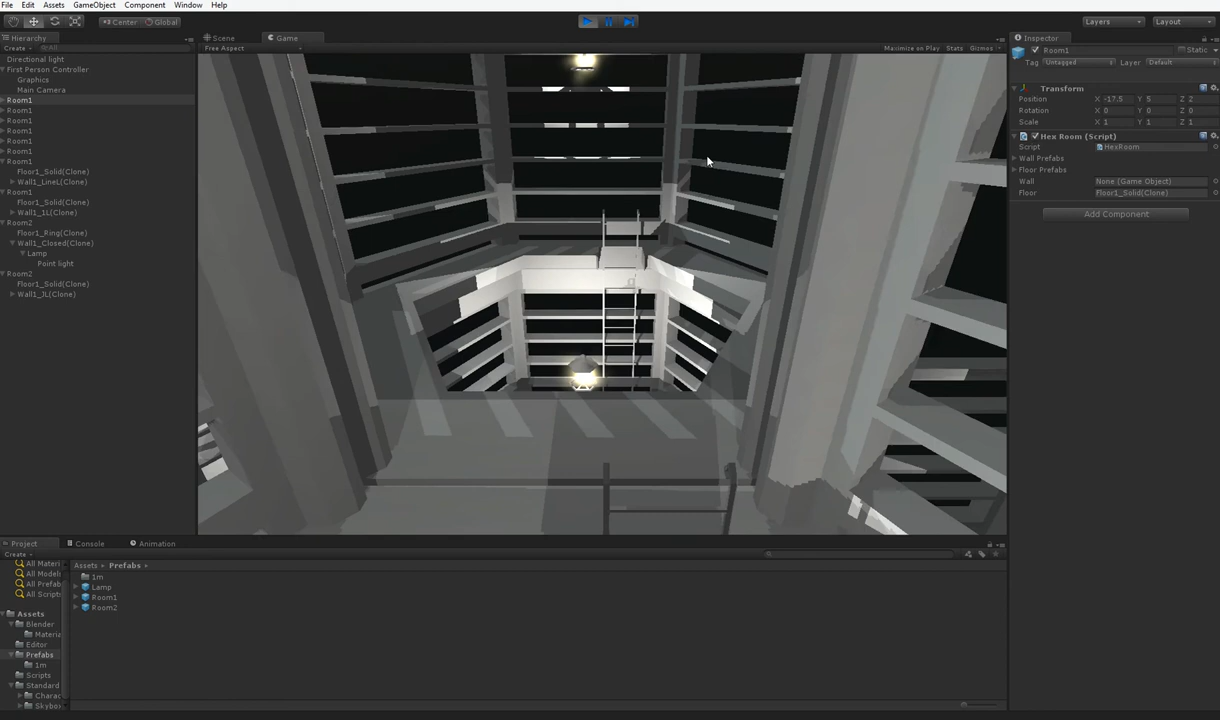 File Edit Assets GameObject Component Window Help
Center Global Layers Layout
Hierarchy
Create All
Directional light
First Person Controller
Graphics
Main Camera
Room1
Room1
Room1
Room1
Room1
Room1
Room1
Floor1_Solid(Clone)
Wall1_LineL(Clone)
Room1
Floor1_Solid(Clone)
Wall1_1L(Clone)
Room2
Floor1_Ring(Clone)
Wall1_Closed(Clone)
Lamp
Point light
Room2
Floor1_Solid(Clone)
Wall1_JL(Clone)
Scene Game
Free Aspect Maximize on Play Stats Gizmos
Inspector
Room1 Static
Tag Untagged Layer Default
Transform
Position X -17.5 Y 5 Z 2
Rotation X 0 Y 0 Z 0
Scale X 1 Y 1 Z 1
Hex Room (Script)
Script HexRoom
Wall Prefabs
Floor Prefabs
Wall None (Game Object)
Floor Floor1_Solid(Clone)
Add Component
Project Console Animation
Create
All Materi
All Model
All Prefab
All Script
Assets
Blender
Materia
Editor
Prefabs
1m
Scripts
Standard
Charac
Skybox
Assets Prefabs
1m
Lamp
Room1
Room2